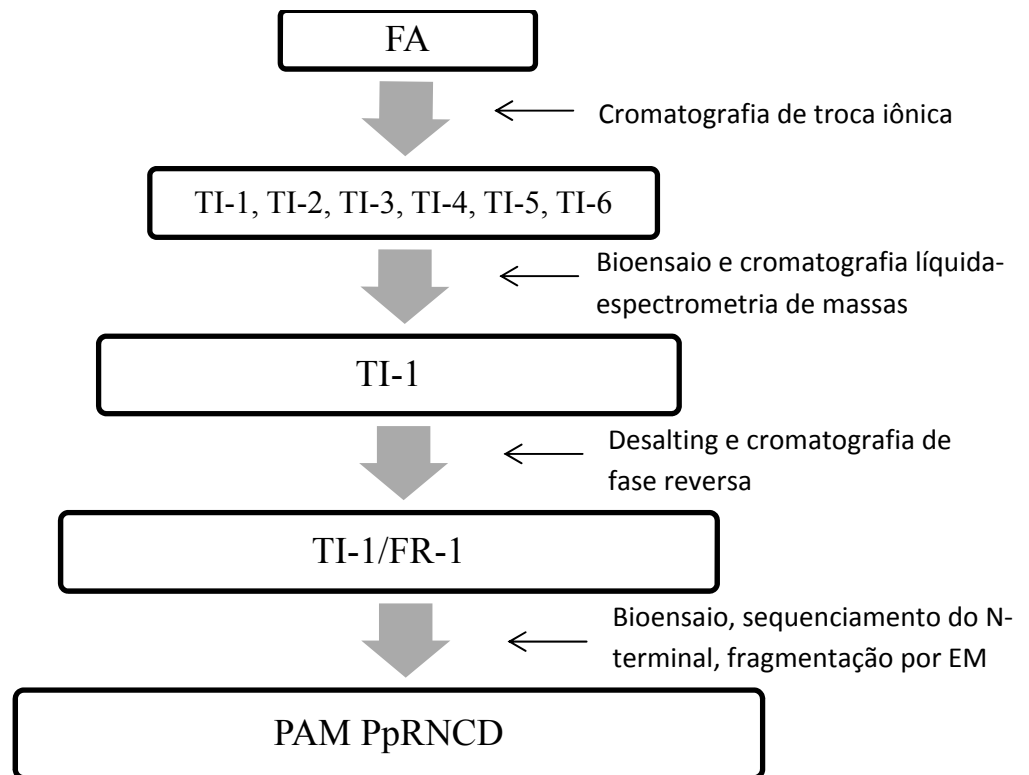 FA
Cromatografia de troca iônica
TI-1, TI-2, TI-3, TI-4, TI-5, TI-6
Bioensaio e cromatografia líquida-
espectrometria de massas
TI-1
Desalting e cromatografia de
fase reversa
TI-1/FR-1
Bioensaio, sequenciamento do N-
terminal, fragmentação por EM
PAM PpRNCD